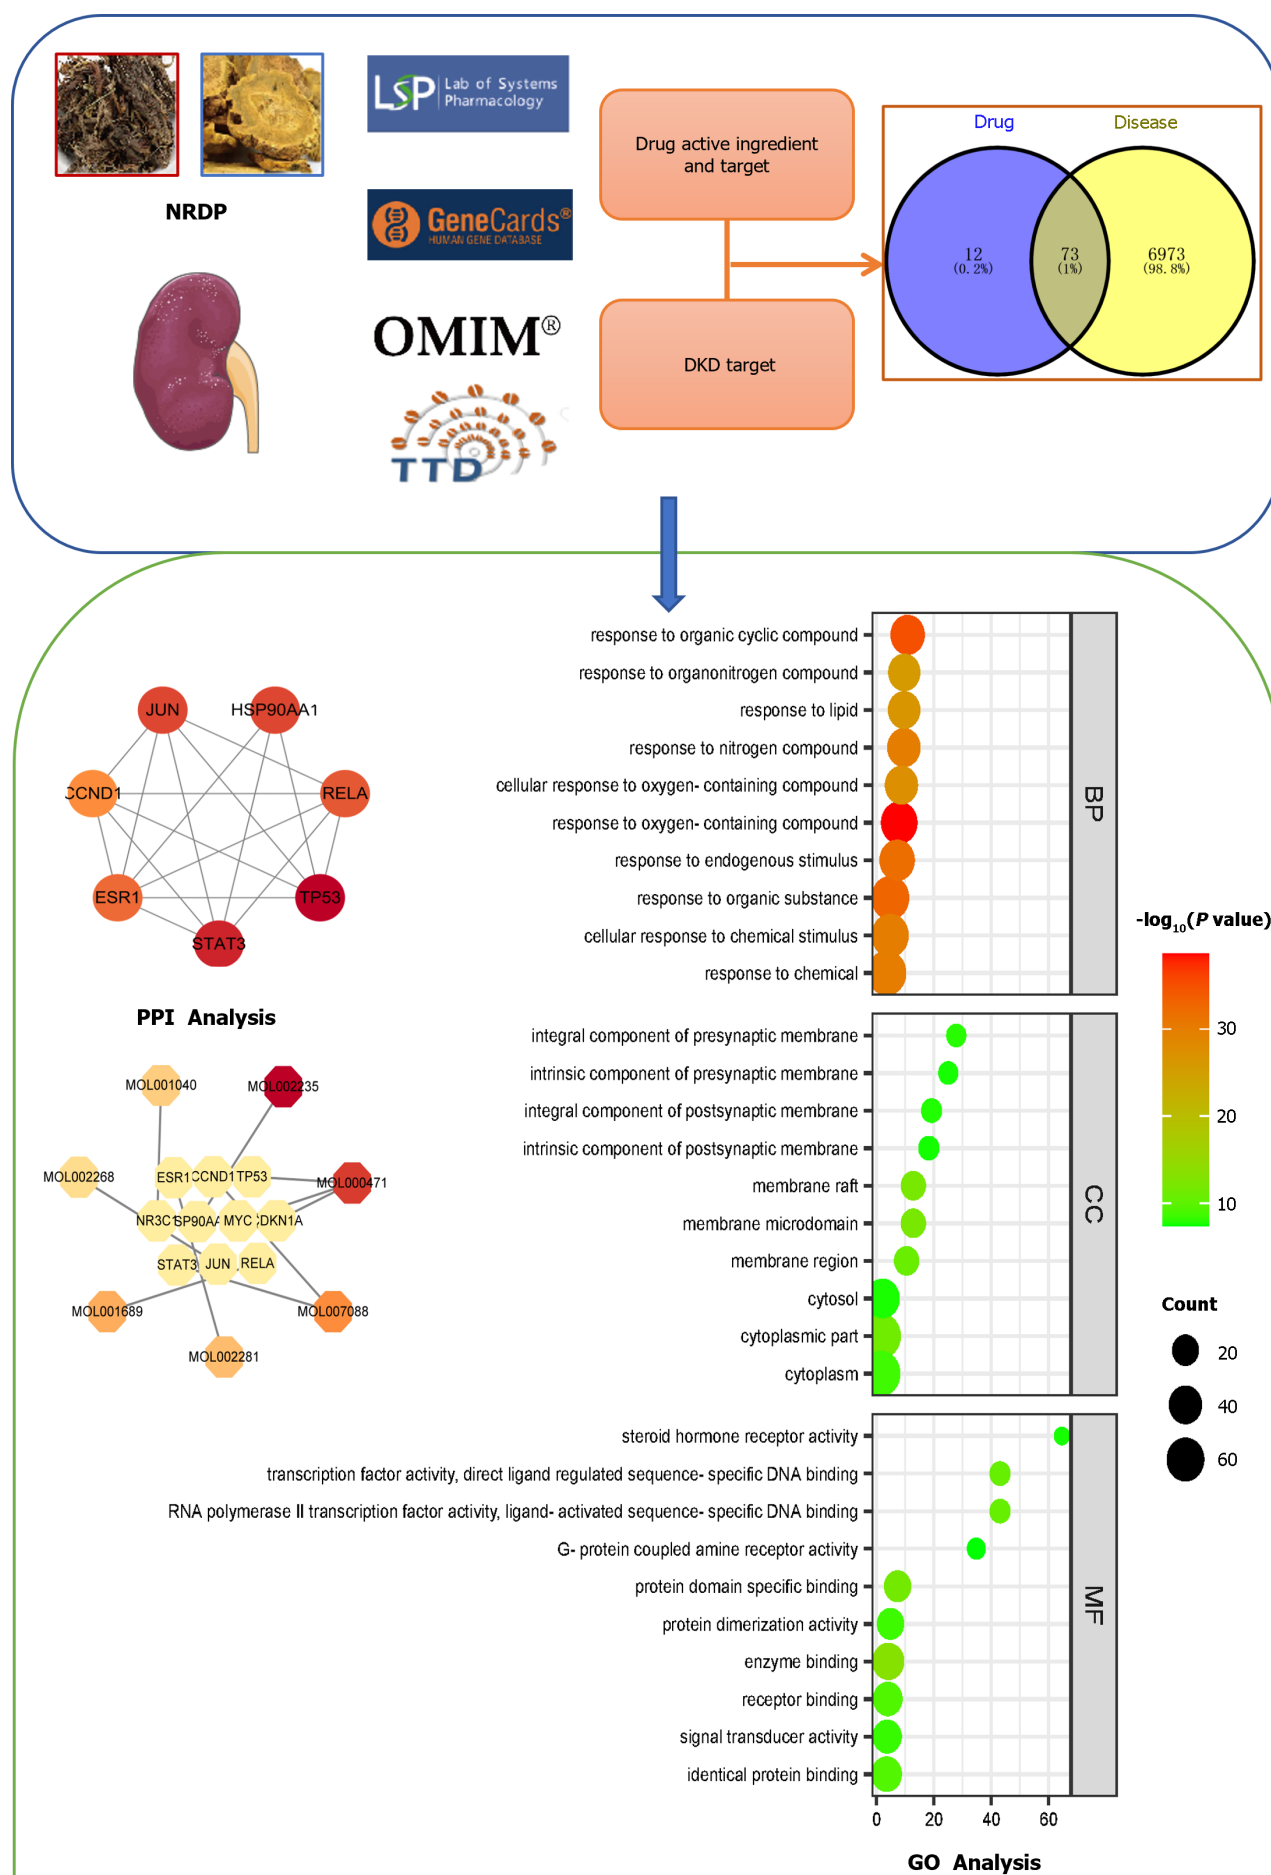 NRDP
LSP Lab of Systems
Pharmacology
GeneCards®
HUMAN GENE DATABASE
OMIM®
TTD
Drug active ingredient
and target
DKD target
Drug
Disease
12
(0.2%)
73
(1%)
6973
(98.8%)
JUN
HSP90AA1
CCND1
RELA
ESR1
TP53
STAT3
PPI Analysis
MOL001040
MOL002235
MOL002268
ESR1
CCND1
TP53
MOL000471
NR3C1
SP90AA
MYC
CDKN1A
STAT3
JUN
RELA
MOL001689
MOL007088
MOL002281
response to organic cyclic compound
response to organonitrogen compound
response to lipid
response to nitrogen compound
cellular response to oxygen- containing compound
response to oxygen- containing compound
response to endogenous stimulus
response to organic substance
cellular response to chemical stimulus
response to chemical
BP
integral component of presynaptic membrane
intrinsic component of presynaptic membrane
integral component of postsynaptic membrane
intrinsic component of postsynaptic membrane
membrane raft
membrane microdomain
membrane region
cytosol
cytoplasmic part
cytoplasm
CC
steroid hormone receptor activity
transcription factor activity, direct ligand regulated sequence- specific DNA binding
RNA polymerase II transcription factor activity, ligand- activated sequence- specific DNA binding
G- protein coupled amine receptor activity
protein domain specific binding
protein dimerization activity
enzyme binding
receptor binding
signal transducer activity
identical protein binding
MF
0 20 40 60
GO Analysis
-log10(P value)
30
20
10
Count
20
40
60